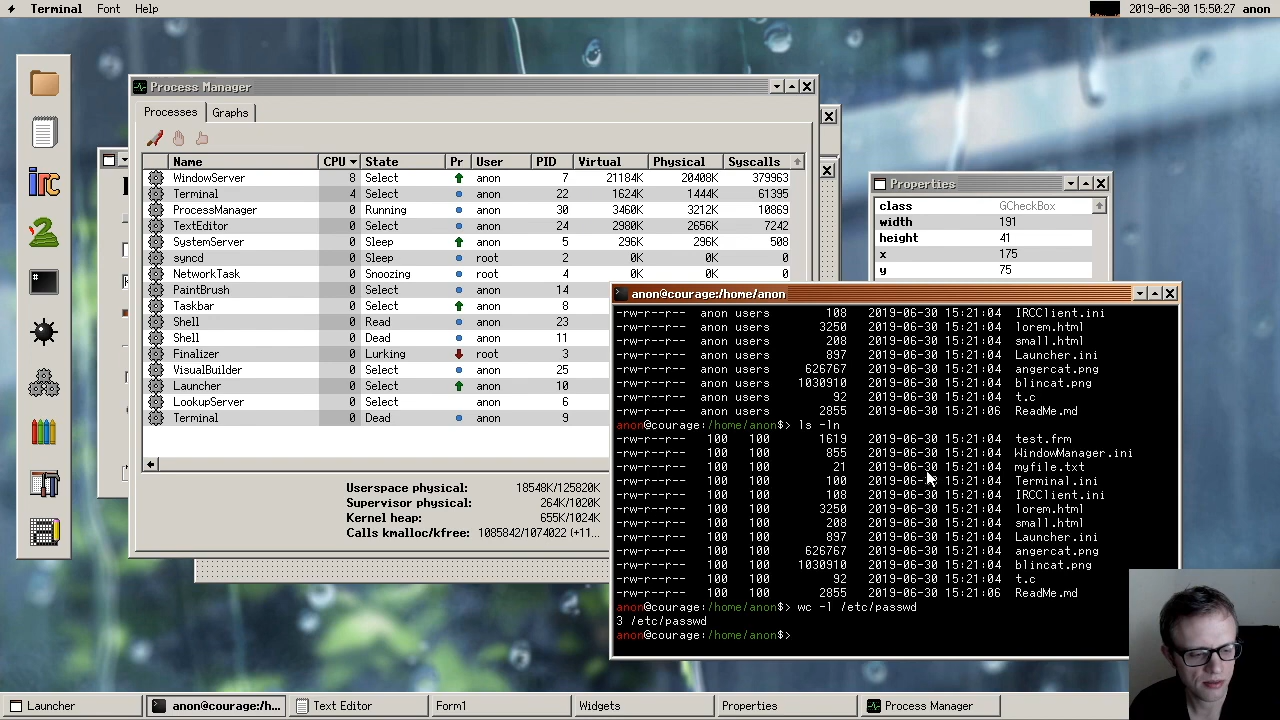 Terminal Font Help 2019-06-30 15:50:27 anon
Process Manager
Processes Graphs
Name CPU State Pr User PID Virtual Physical Syscalls
WindowServer 8 Select anon 7 21184K 20408K 379963
Terminal 4 Select anon 22 1624K 1444K 61395
ProcessManager 0 Running anon 30 3460K 3212K 10869
TextEditor 0 Select anon 24 2980K 2656K 7242
SystemServer 0 Sleep anon 5 296K 296K 508
syncd 0 Sleep root 2 0K 0K 0
NetworkTask 0 Snoozing anon 4 0K 0K 0
PaintBrush 0 Select anon 14
Taskbar 0 Select anon 8
Shell 0 Read anon 23
Shell 0 Dead anon 11
Finalizer 0 Lurking root 3
VisualBuilder 0 Select anon 25
Launcher 0 Select anon 10
LookupServer 0 Select anon 6
Terminal 0 Dead anon 9
Userspace physical: 18548K/125820K
Supervisor physical: 264K/1020K
Kernel heap: 655K/1024K
Calls kmalloc/kfree: 1085842/1074022 (+11...
irc
Properties
class GCheckBox
width 191
height 41
x 175
y 75
anon@courage:/home/anon
-rw-r--r-- anon users 108 2019-06-30 15:21:04 IRCClient.ini
-rw-r--r-- anon users 3250 2019-06-30 15:21:04 lorem.html
-rw-r--r-- anon users 208 2019-06-30 15:21:04 small.html
-rw-r--r-- anon users 897 2019-06-30 15:21:04 Launcher.ini
-rw-r--r-- anon users 626767 2019-06-30 15:21:04 angercat.png
-rw-r--r-- anon users 1030910 2019-06-30 15:21:04 blincat.png
-rw-r--r-- anon users 92 2019-06-30 15:21:04 t.c
-rw-r--r-- anon users 2855 2019-06-30 15:21:06 ReadMe.md
anon@courage:/home/anon$> ls -ln
-rw-r--r-- 100 100 1619 2019-06-30 15:21:04 test.frm
-rw-r--r-- 100 100 855 2019-06-30 15:21:04 WindowManager.ini
-rw-r--r-- 100 100 21 2019-06-30 15:21:04 myfile.txt
-rw-r--r-- 100 100 100 2019-06-30 15:21:04 Terminal.ini
-rw-r--r-- 100 100 108 2019-06-30 15:21:04 IRCClient.ini
-rw-r--r-- 100 100 3250 2019-06-30 15:21:04 lorem.html
-rw-r--r-- 100 100 208 2019-06-30 15:21:04 small.html
-rw-r--r-- 100 100 897 2019-06-30 15:21:04 Launcher.ini
-rw-r--r-- 100 100 626767 2019-06-30 15:21:04 angercat.png
-rw-r--r-- 100 100 1030910 2019-06-30 15:21:04 blincat.png
-rw-r--r-- 100 100 92 2019-06-30 15:21:04 t.c
-rw-r--r-- 100 100 2855 2019-06-30 15:21:06 ReadMe.md
anon@courage:/home/anon$> wc -l /etc/passwd
3 /etc/passwd
anon@courage:/home/anon$>
Launcher anon@courage:/h... Text Editor Form1 Widgets Properties Process Manager